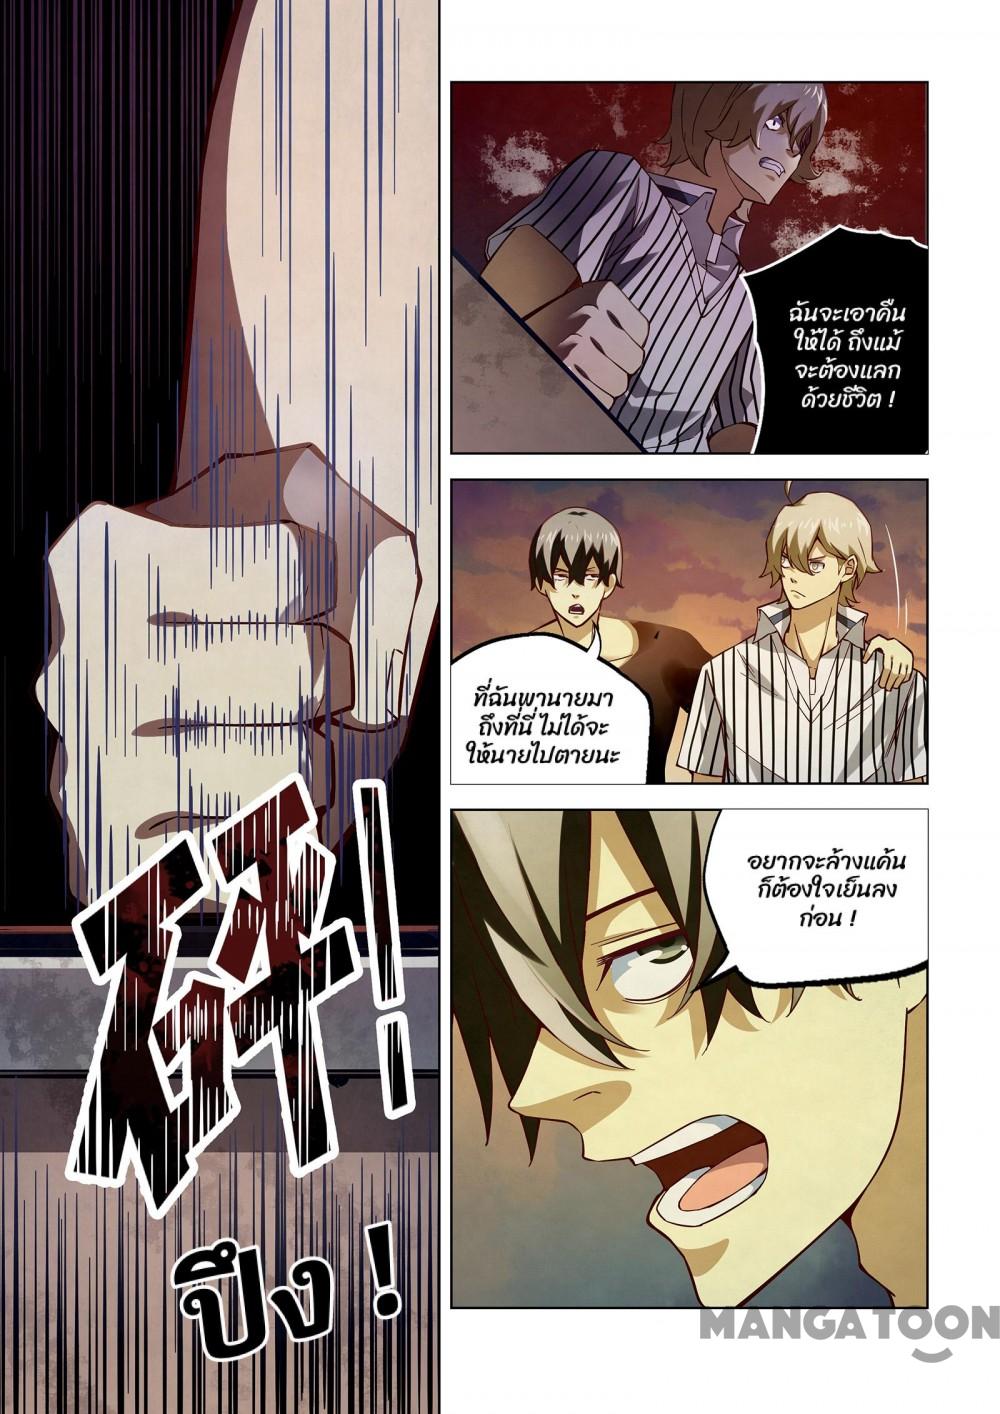 ฉันจะเอาคืน
ให้ได้ ถึงแม้
จะต้องแลก
ด้วยชีวิต !
ที่ฉันพานายมา
ถึงที่นี่ ไม่ได้จะ
ให้นายไปตายนะ
อยากจะล้างแค้น
ก็ต้องใจเย็นลง
ก่อน !
ปึง !
MANGATOON